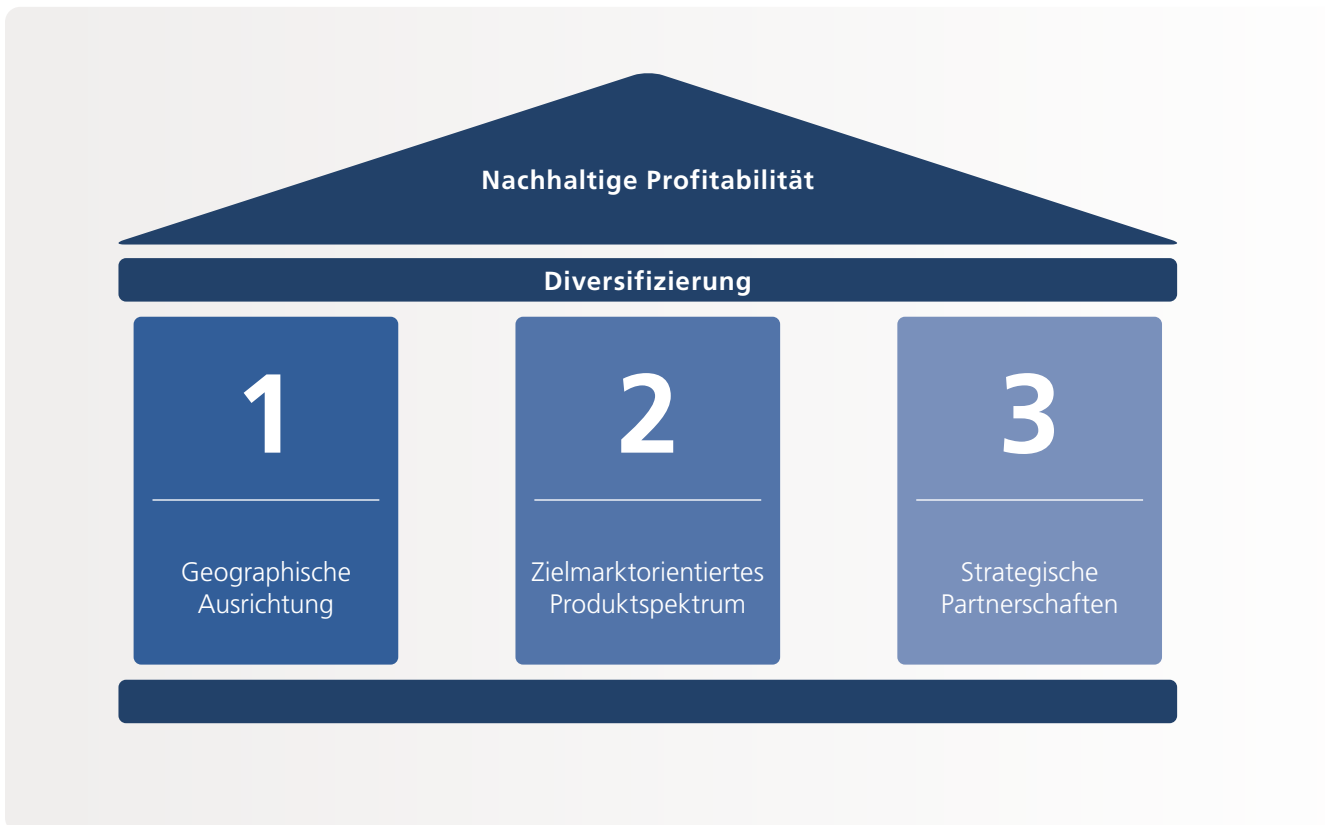 Nachhaltige Profitabilität
Diversifizierung
1
Geographische
Ausrichtung
2
Zielmarktorientiertes
Produktspektrum
3
Strategische
Partnerschaften